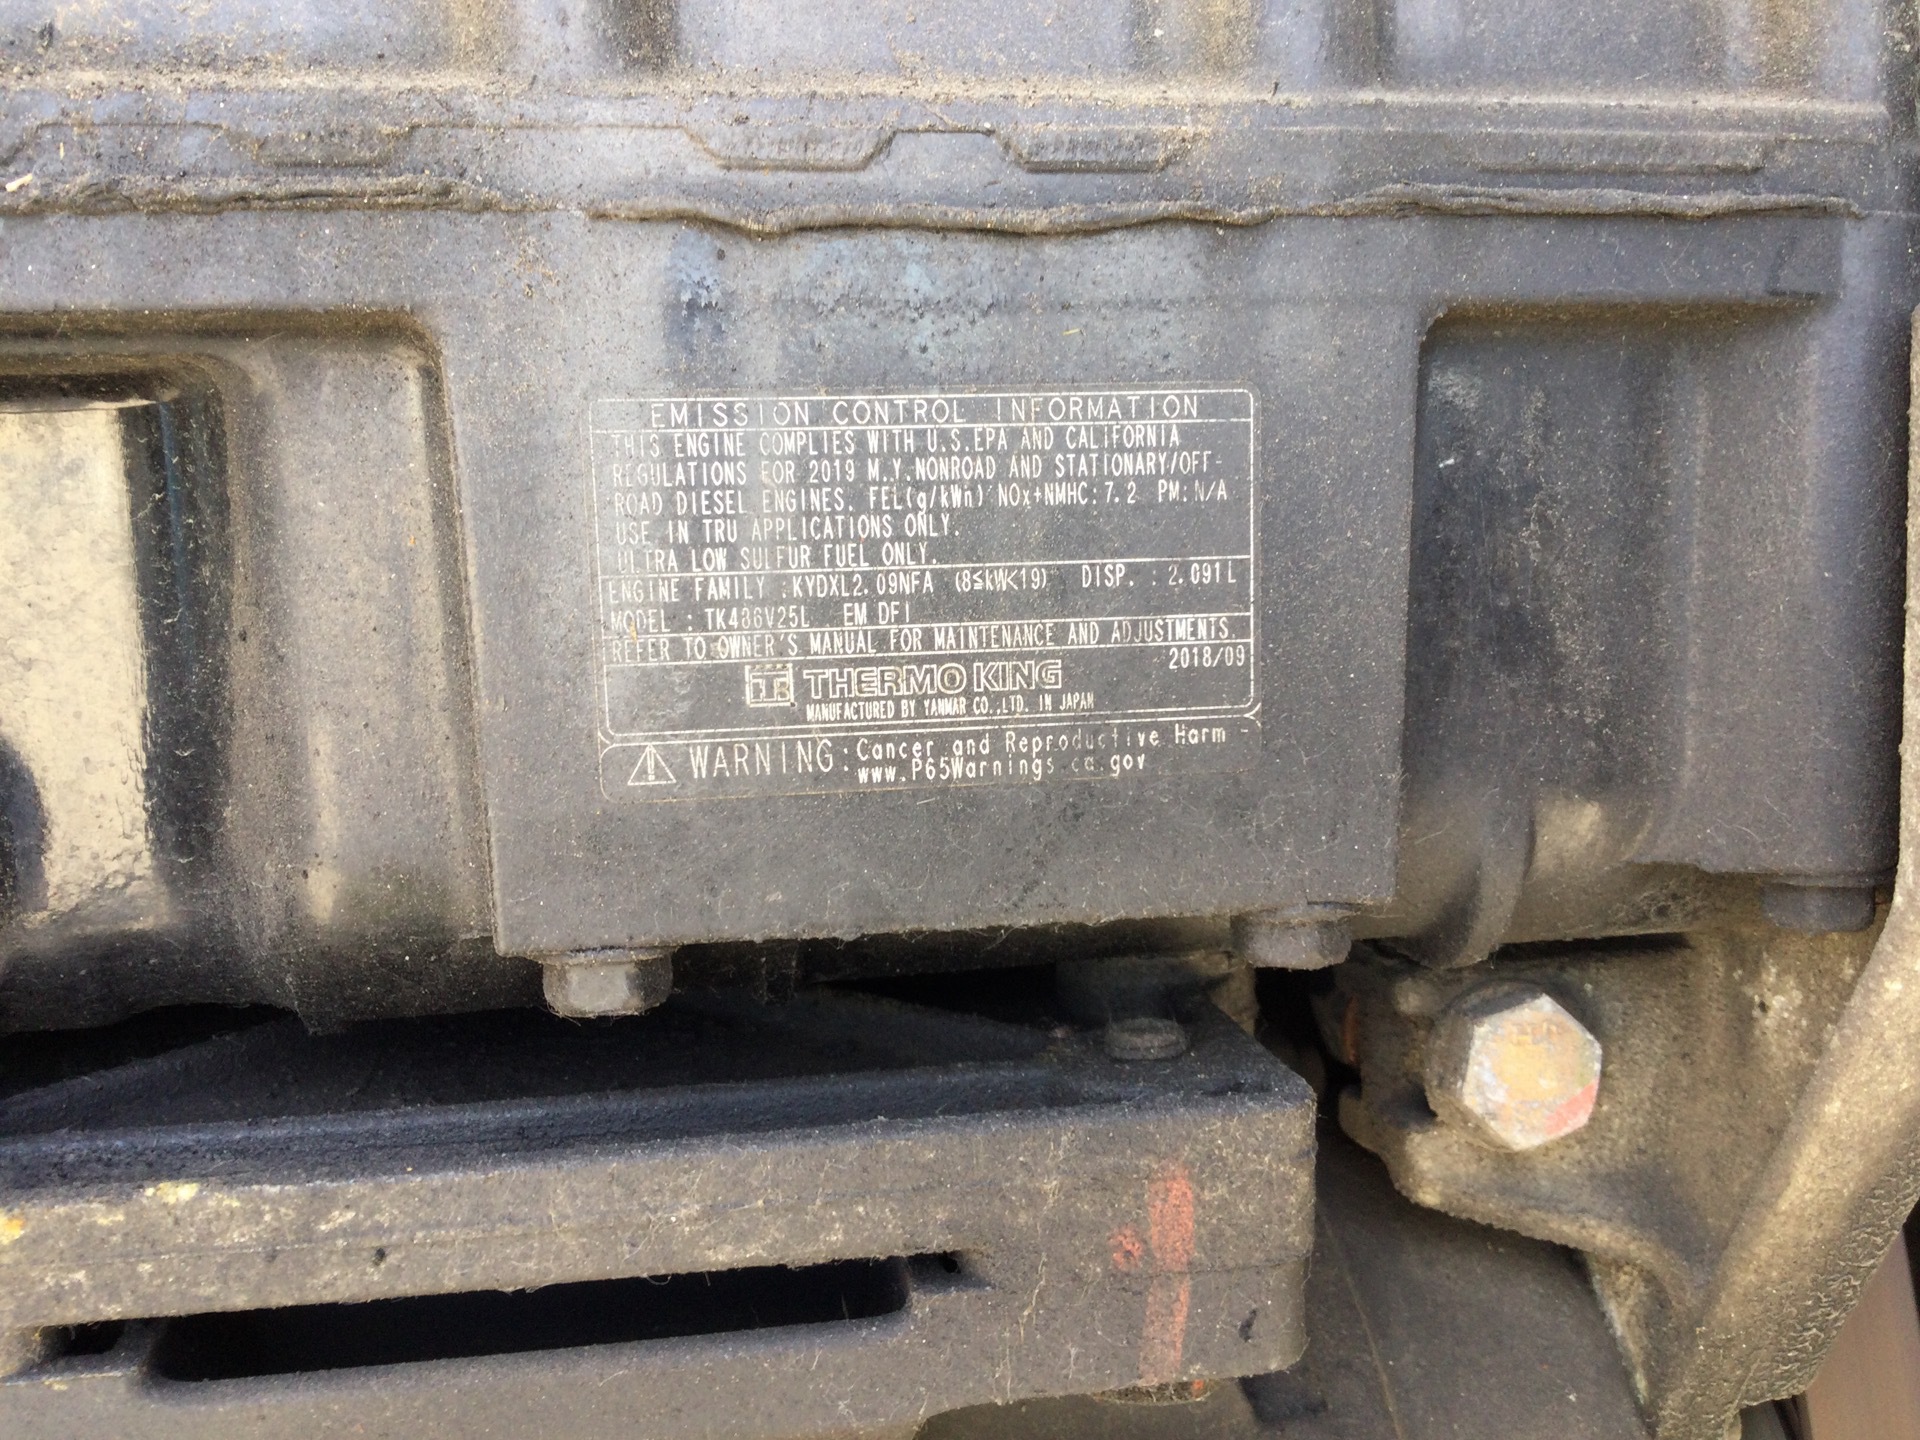 EMISSION CONTROL INFORMATION
THIS ENGINE COMPLIES WITH U.S.EPA AND CALIFORNIA
REGULATIONS FOR 2019 M.Y.NONROAD AND STATIONARY/OFF-
ROAD DIESEL ENGINES. FEL(g/kWh) NOx+NMHC:7.2 PM:N/A
USE IN TRU APPLICATIONS ONLY.
ULTRA LOW SULFUR FUEL ONLY.
ENGINE FAMILY :KYDXL2.09NFA (8≤kW<19) DISP. : 2.091L
MODEL : TK486V25L EM DFI
REFER TO OWNER'S MANUAL FOR MAINTENANCE AND ADJUSTMENTS.
2018/09
TK THERMO KING
MANUFACTURED BY YANMAR CO.,LTD. IN JAPAN
WARNING:Cancer and Reproductive Harm -
www.P65Warnings.ca.gov